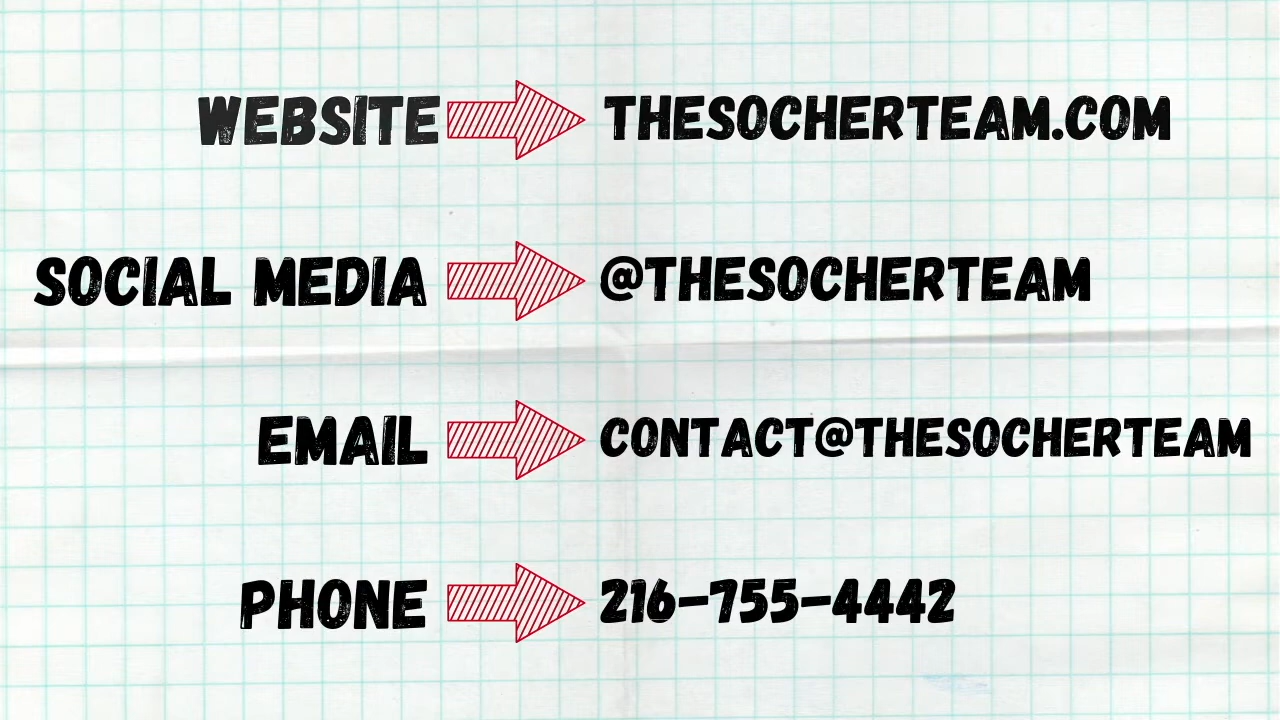 WEBSITE THESOCHERTEAM.COM
SOCIAL MEDIA @THESOCHERTEAM
EMAIL CONTACT@THESOCHERTEAM
PHONE 216-755-4442